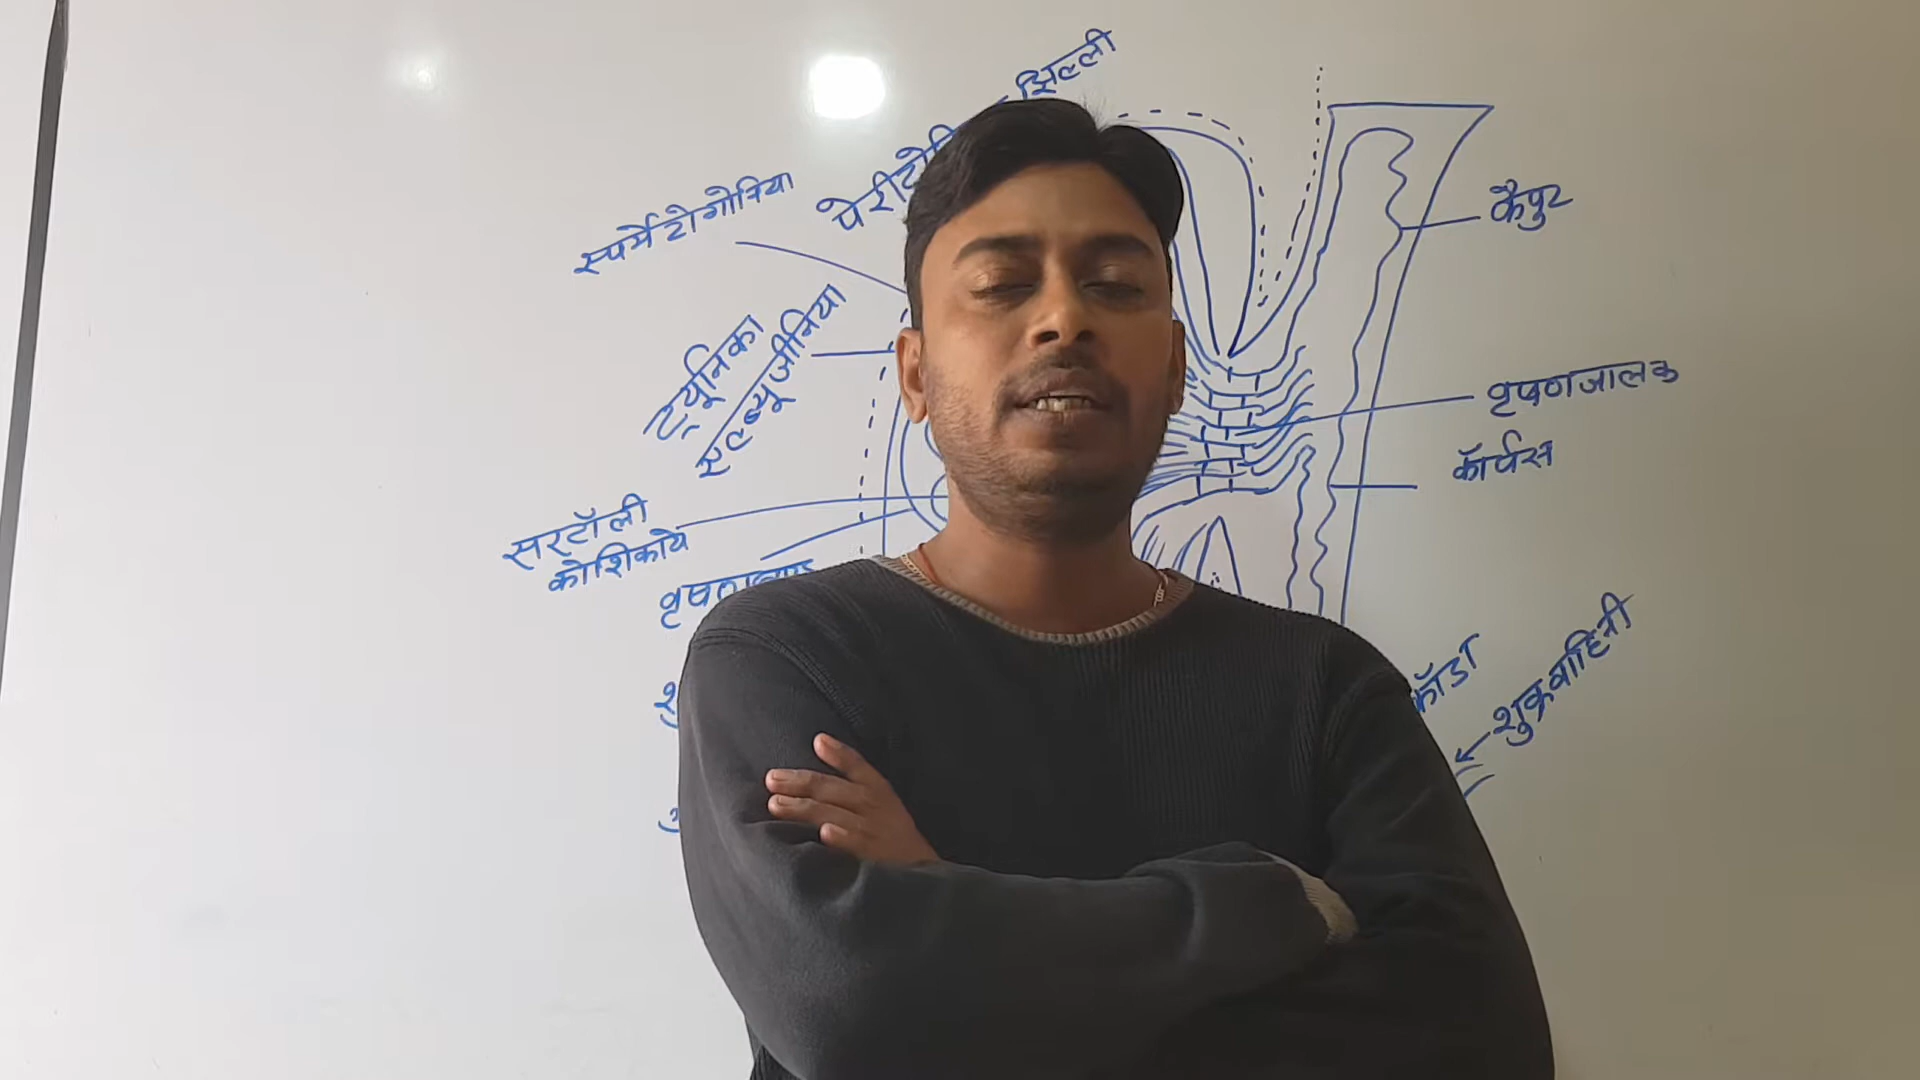 झिल्ली
स्पर्मेटोगोनिया
कैपुट
ट्यूनिका
एल्ब्यूजीनिया
वृषणजालक
कॉर्पस
सरटॉली
कोशिकाये
कॉडा
शुक्रवाहिनी